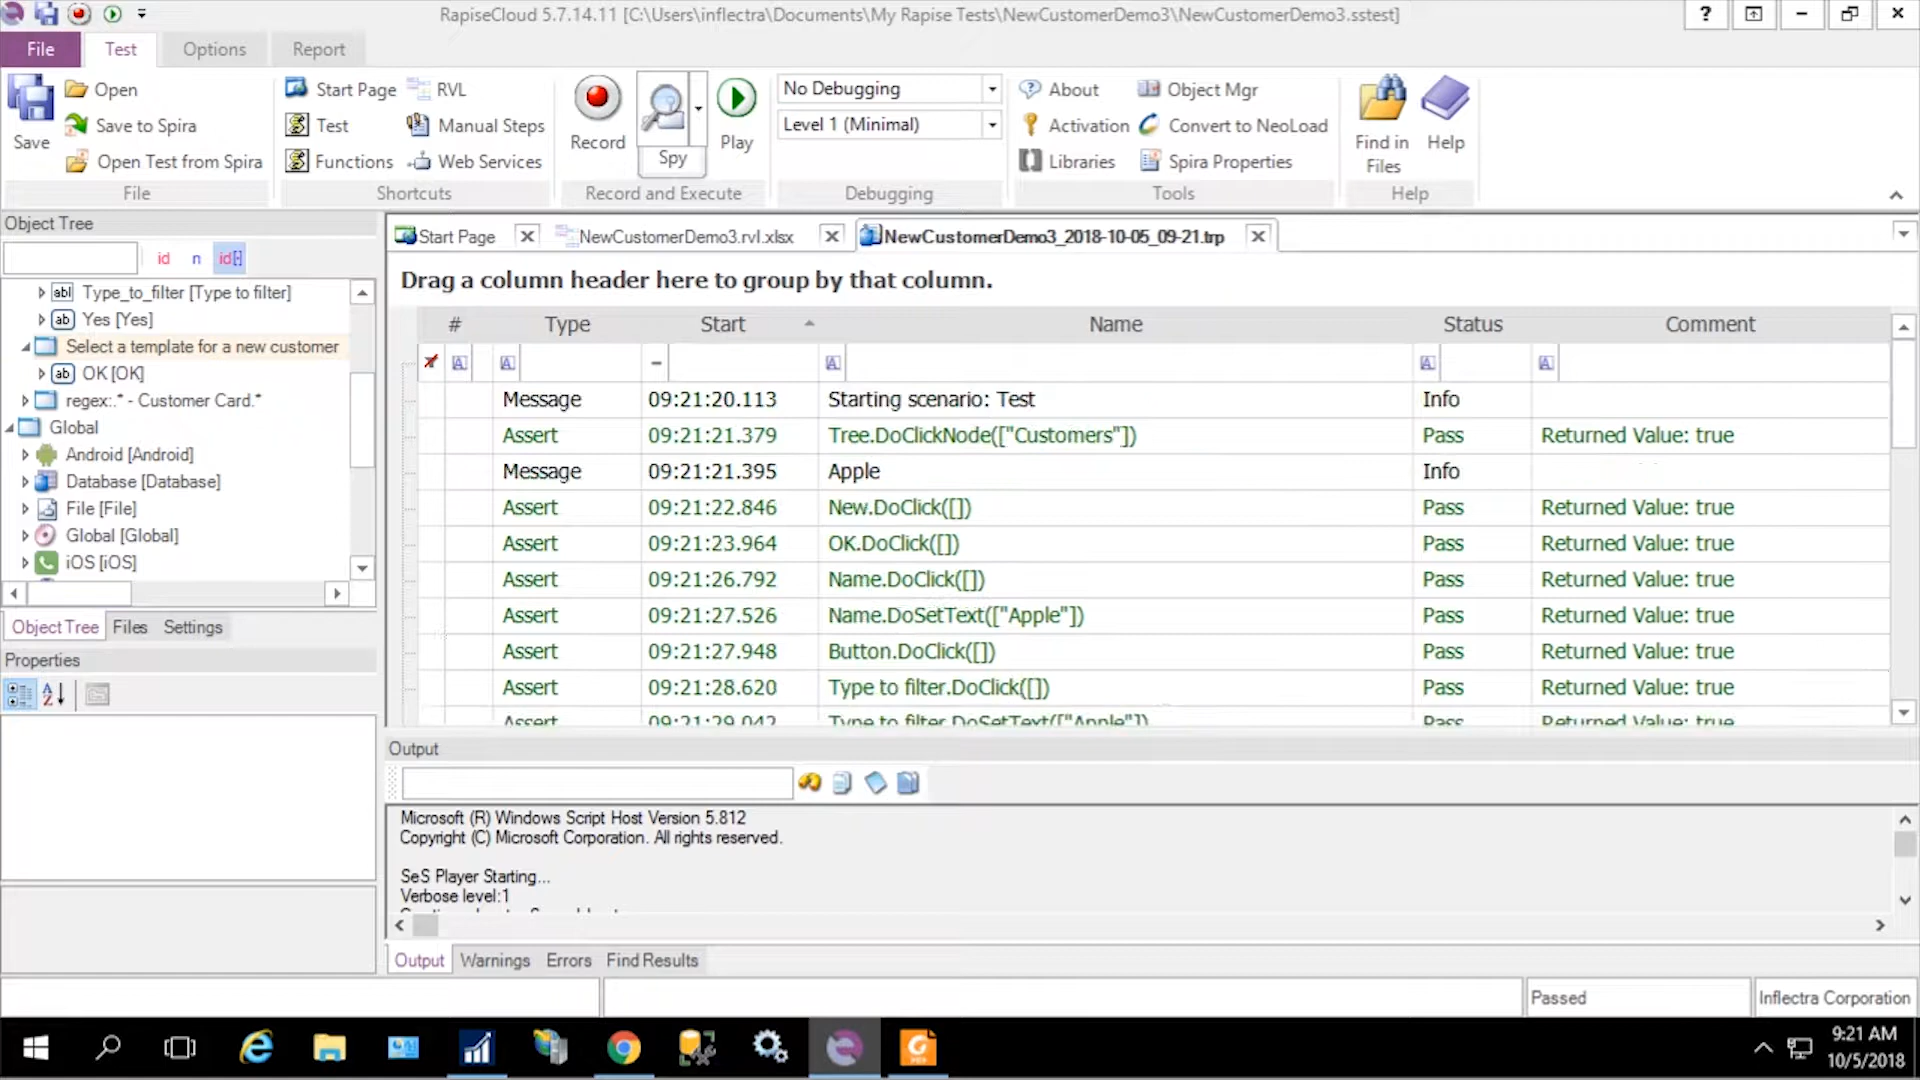 RapiseCloud 5.7.14.11 [C:\Users\inflectra\Documents\My Rapise Tests\NewCustomerDemo3\NewCustomerDemo3.sstest]
File Test Options Report
Save
Open
Save to Spira
Open Test from Spira
File
Start Page RVL
Test Manual Steps
Functions Web Services
Shortcuts
Record Spy Play
Record and Execute
No Debugging
Level 1 (Minimal)
Debugging
About Object Mgr
Activation Convert to NeoLoad
Libraries Spira Properties
Tools
Find in Files Help
Help
Object Tree
id n id[·]
Type_to_filter [Type to filter]
Yes [Yes]
Select a template for a new customer
OK [OK]
regex:.* - Customer Card.*
Global
Android [Android]
Database [Database]
File [File]
Global [Global]
iOS [iOS]
Object Tree Files Settings
Properties
Start Page NewCustomerDemo3.rvl.xlsx NewCustomerDemo3_2018-10-05_09-21.trp
Drag a column header here to group by that column.
# Type Start Name Status Comment
Message 09:21:20.113 Starting scenario: Test Info
Assert 09:21:21.379 Tree.DoClickNode(["Customers"]) Pass Returned Value: true
Message 09:21:21.395 Apple Info
Assert 09:21:22.846 New.DoClick([]) Pass Returned Value: true
Assert 09:21:23.964 OK.DoClick([]) Pass Returned Value: true
Assert 09:21:26.792 Name.DoClick([]) Pass Returned Value: true
Assert 09:21:27.526 Name.DoSetText(["Apple"]) Pass Returned Value: true
Assert 09:21:27.948 Button.DoClick([]) Pass Returned Value: true
Assert 09:21:28.620 Type to filter.DoClick([]) Pass Returned Value: true
Assert 09:21:29.042 Type to filter.DoSetText(["Apple"]) Pass Returned Value: true
Output
Microsoft (R) Windows Script Host Version 5.812
Copyright (C) Microsoft Corporation. All rights reserved.
SeS Player Starting...
Verbose level:1
Output Warnings Errors Find Results
Passed Inflectra Corporation
9:21 AM
10/5/2018